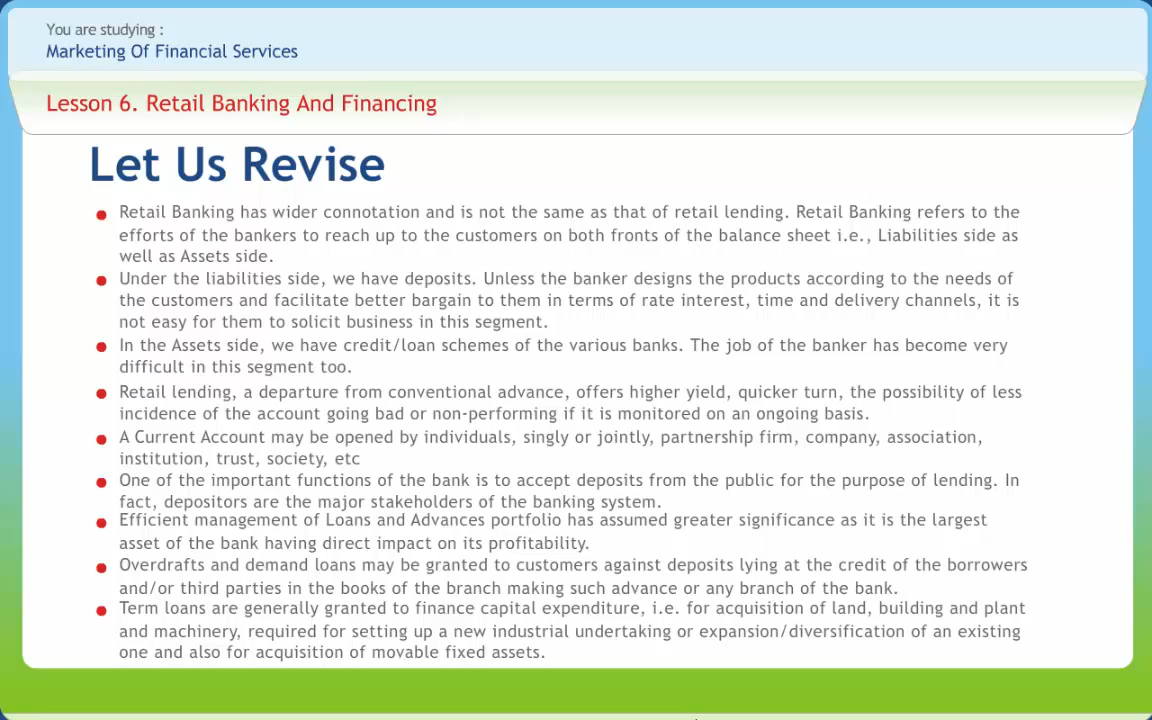 You are studying :
Marketing Of Financial Services
Lesson 6. Retail Banking And Financing
Let Us Revise
Retail Banking has wider connotation and is not the same as that of retail lending. Retail Banking refers to the
efforts of the bankers to reach up to the customers on both fronts of the balance sheet i.e., Liabilities side as
well as Assets side.
Under the liabilities side, we have deposits. Unless the banker designs the products according to the needs of
the customers and facilitate better bargain to them in terms of rate interest, time and delivery channels, it is
not easy for them to solicit business in this segment.
In the Assets side, we have credit/loan schemes of the various banks. The job of the banker has become very
difficult in this segment too.
Retail lending, a departure from conventional advance, offers higher yield, quicker turn, the possibility of less
incidence of the account going bad or non-performing if it is monitored on an ongoing basis.
A Current Account may be opened by individuals, singly or jointly, partnership firm, company, association,
institution, trust, society, etc
One of the important functions of the bank is to accept deposits from the public for the purpose of lending. In
fact, depositors are the major stakeholders of the banking system.
Efficient management of Loans and Advances portfolio has assumed greater significance as it is the largest
asset of the bank having direct impact on its profitability.
Overdrafts and demand loans may be granted to customers against deposits lying at the credit of the borrowers
and/or third parties in the books of the branch making such advance or any branch of the bank.
Term loans are generally granted to finance capital expenditure, i.e. for acquisition of land, building and plant
and machinery, required for setting up a new industrial undertaking or expansion/diversification of an existing
one and also for acquisition of movable fixed assets.